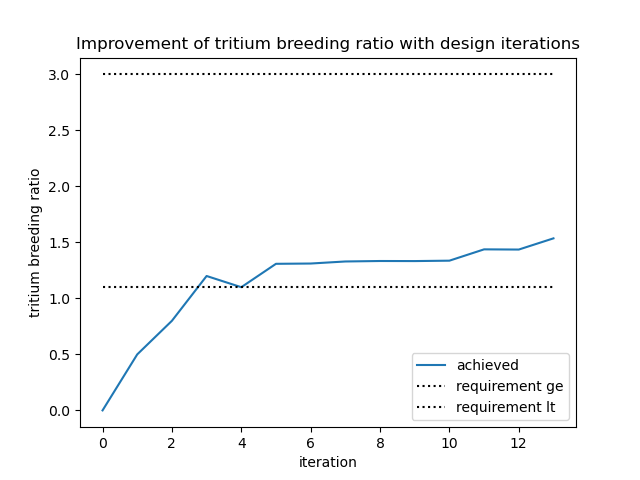 Improvement of tritium breeding ratio with design iterations
3.0
2.5
2.0
1.5
1.0
0.5
0.0
tritium breeding ratio
achieved
requirement ge
requirement lt
0 2 4 6 8 10 12
iteration